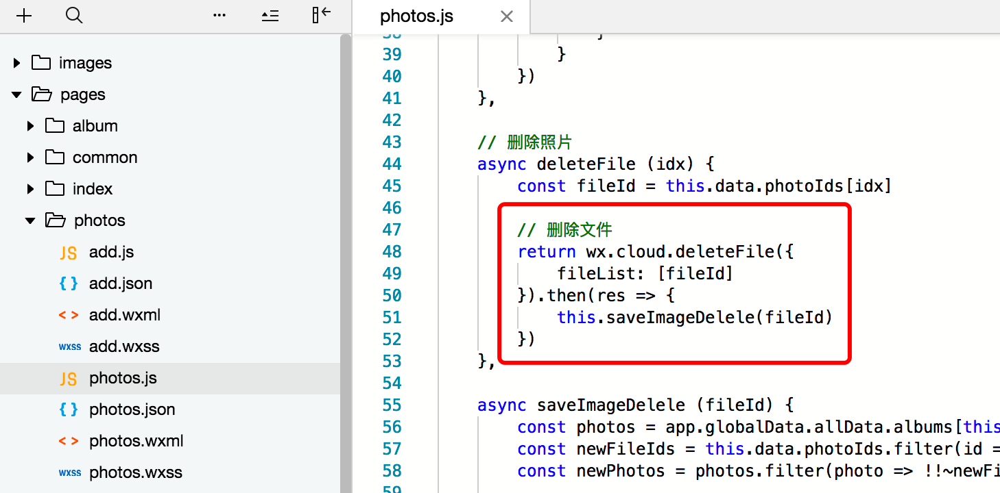 photos.js
images
pages
album
common
index
photos
JS add.js
{ } add.json
< > add.wxml
wxss add.wxss
JS photos.js
{ } photos.json
< > photos.wxml
wxss photos.wxss
38 }
39 }
40 })
41 },
42
43 // 删除照片
44 async deleteFile (idx) {
45 const fileId = this.data.photoIds[idx]
46
47 // 删除文件
48 return wx.cloud.deleteFile({
49 fileList: [fileId]
50 }).then(res => {
51 this.saveImageDelele(fileId)
52 })
53 },
54
55 async saveImageDelele (fileId) {
56 const photos = app.globalData.allData.albums[this
57 const newFileIds = this.data.photoIds.filter(id =
58 const newPhotos = photos.filter(photo => !!~newFi
59